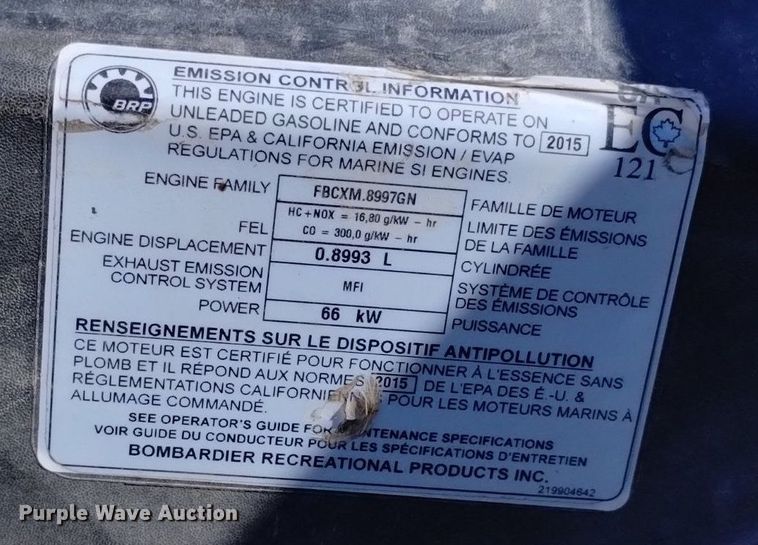 BRP
EMISSION CONTROL INFORMATION
THIS ENGINE IS CERTIFIED TO OPERATE ON
UNLEADED GASOLINE AND CONFORMS TO 2015
U.S. EPA & CALIFORNIA EMISSION / EVAP
REGULATIONS FOR MARINE SI ENGINES.
EC
121
ENGINE FAMILY FBCXM.8997GN FAMILLE DE MOTEUR
FEL HC+NOX = 16,80 g/kW - hr LIMITE DES ÉMISSIONS
CO = 300,0 g/kW - hr DE LA FAMILLE
ENGINE DISPLACEMENT 0.8993 L CYLINDRÉE
EXHAUST EMISSION MFI SYSTÈME DE CONTRÔLE
CONTROL SYSTEM DES ÉMISSIONS
POWER 66 kW PUISSANCE
RENSEIGNEMENTS SUR LE DISPOSITIF ANTIPOLLUTION
CE MOTEUR EST CERTIFIÉ POUR FONCTIONNER À L'ESSENCE SANS
PLOMB ET IL RÉPOND AUX NORMES 2015 DE L'EPA DES É.-U. &
RÉGLEMENTATIONS POUR LES MOTEURS MARINS À
ALLUMAGE COMMANDÉ.
SEE OPERATOR'S GUIDE FOR MAINTENANCE SPECIFICATIONS
VOIR GUIDE DU CONDUCTEUR POUR LES SPÉCIFICATIONS D'ENTRETIEN
BOMBARDIER RECREATIONAL PRODUCTS INC.
219904642
Purple Wave Auction